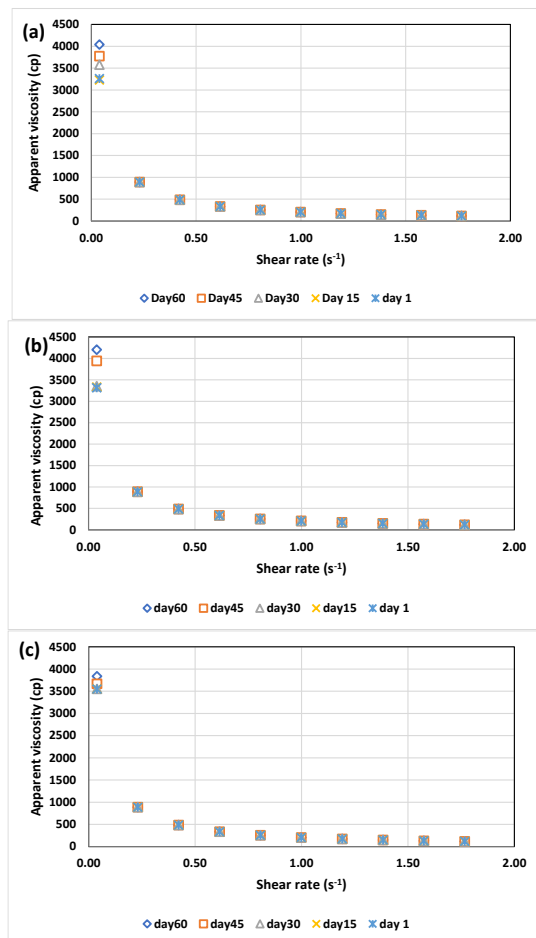 (a)
4500
4000
3500
3000
2500
2000
1500
1000
500
0
Apparent viscosity (cp)
0.00 0.50 1.00 1.50 2.00
Shear rate (s⁻¹)
Day60 Day45 Day30 Day 15 day 1
(b)
4500
4000
3500
3000
2500
2000
1500
1000
500
0
Apparent viscosity (cp)
0.00 0.50 1.00 1.50 2.00
Shear rate (s⁻¹)
day60 day45 day30 day15 day 1
(c)
4500
4000
3500
3000
2500
2000
1500
1000
500
0
Apparent viscosity (cp)
0.00 0.50 1.00 1.50 2.00
Shear rate (s⁻¹)
day60 day45 day30 day15 day 1